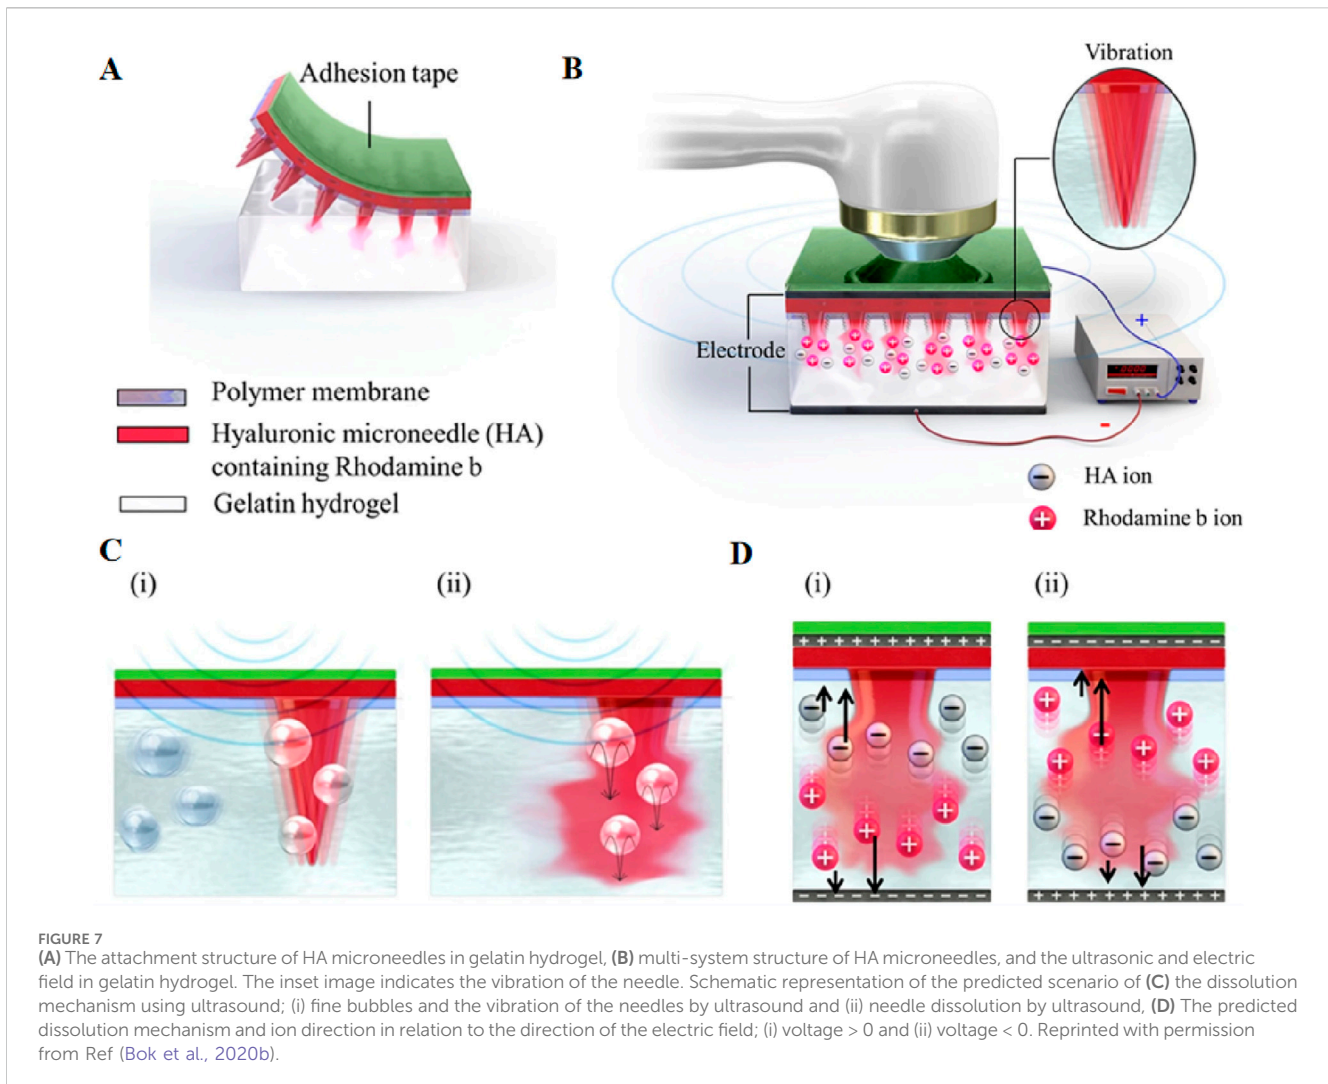 A
Adhesion tape
Polymer membrane
Hyaluronic microneedle (HA)
containing Rhodamine b
Gelatin hydrogel
B
Vibration
Electrode
+
-
HA ion
Rhodamine b ion
C
(i)
(ii)
D
(i)
(ii)
FIGURE 7
(A) The attachment structure of HA microneedles in gelatin hydrogel, (B) multi-system structure of HA microneedles, and the ultrasonic and electric
field in gelatin hydrogel. The inset image indicates the vibration of the needle. Schematic representation of the predicted scenario of (C) the dissolution
mechanism using ultrasound; (i) fine bubbles and the vibration of the needles by ultrasound and (ii) needle dissolution by ultrasound, (D) The predicted
dissolution mechanism and ion direction in relation to the direction of the electric field; (i) voltage > 0 and (ii) voltage < 0. Reprinted with permission
from Ref (Bok et al., 2020b).